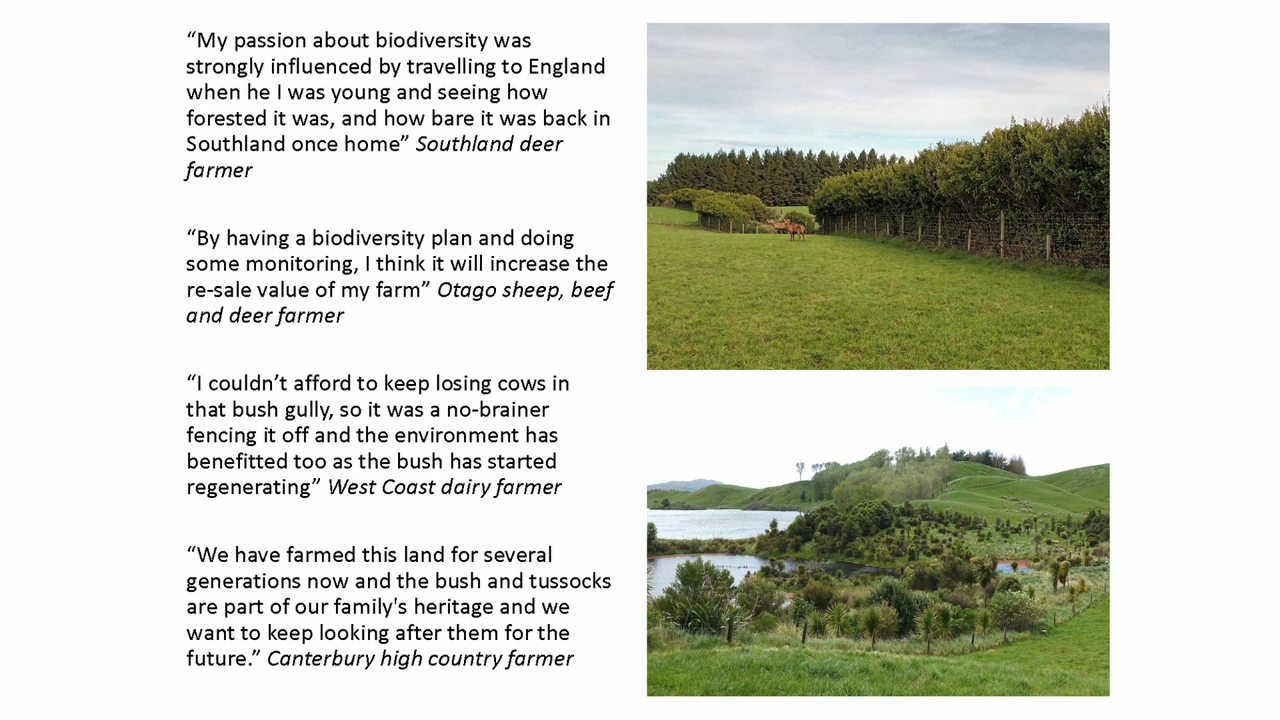 “My passion about biodiversity was
strongly influenced by travelling to England
when he I was young and seeing how
forested it was, and how bare it was back in
Southland once home” Southland deer
farmer
“By having a biodiversity plan and doing
some monitoring, I think it will increase the
re-sale value of my farm” Otago sheep, beef
and deer farmer
“I couldn’t afford to keep losing cows in
that bush gully, so it was a no-brainer
fencing it off and the environment has
benefitted too as the bush has started
regenerating” West Coast dairy farmer
“We have farmed this land for several
generations now and the bush and tussocks
are part of our family's heritage and we
want to keep looking after them for the
future.” Canterbury high country farmer